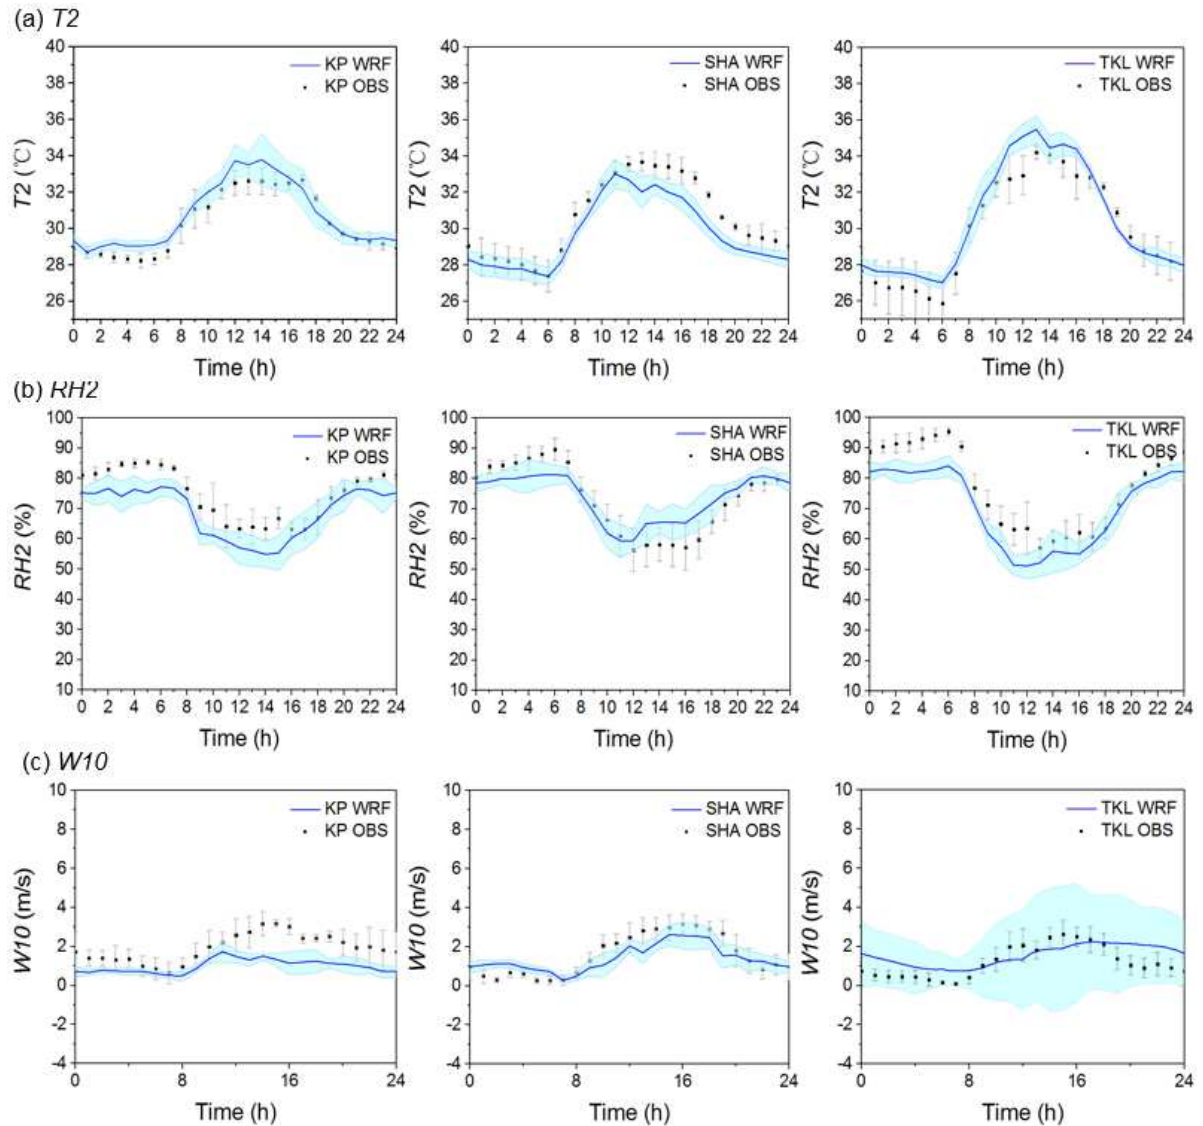 (a) T2
40
38
36
34
32
30
28
26
T2 (℃)
KP WRF
KP OBS
0 2 4 6 8 10 12 14 16 18 20 22 24
Time (h)
40
38
36
34
32
30
28
26
T2 (℃)
SHA WRF
SHA OBS
0 2 4 6 8 10 12 14 16 18 20 22 24
Time (h)
40
38
36
34
32
30
28
26
T2 (℃)
TKL WRF
TKL OBS
0 2 4 6 8 10 12 14 16 18 20 22 24
Time (h)
(b) RH2
100
90
80
70
60
50
40
30
20
10
RH2 (%)
KP WRF
KP OBS
0 2 4 6 8 10 12 14 16 18 20 22 24
Time (h)
100
90
80
70
60
50
40
30
20
10
RH2 (%)
SHA WRF
SHA OBS
0 2 4 6 8 10 12 14 16 18 20 22 24
Time (h)
100
90
80
70
60
50
40
30
20
10
RH2 (%)
TKL WRF
TKL OBS
0 2 4 6 8 10 12 14 16 18 20 22 24
Time (h)
(c) W10
10
8
6
4
2
0
-2
-4
W10 (m/s)
KP WRF
KP OBS
0 8 16 24
Time (h)
10
8
6
4
2
0
-2
-4
W10 (m/s)
SHA WRF
SHA OBS
0 8 16 24
Time (h)
10
8
6
4
2
0
-2
-4
W10 (m/s)
TKL WRF
TKL OBS
0 8 16 24
Time (h)